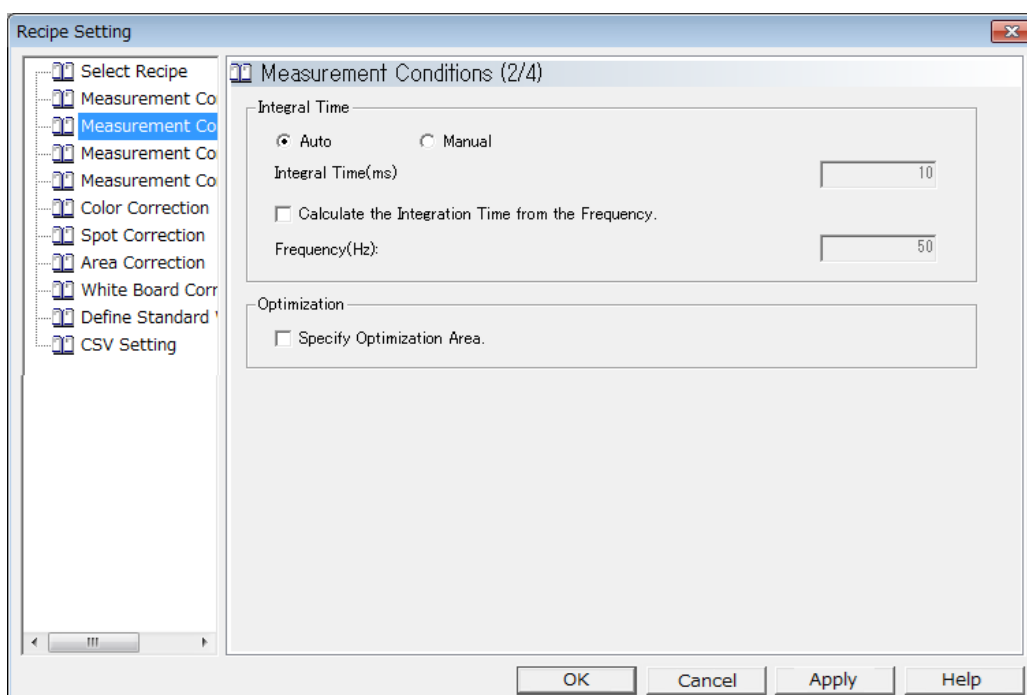 Recipe Setting
Select Recipe
Measurement Co
Measurement Co
Measurement Co
Measurement Co
Color Correction
Spot Correction
Area Correction
White Board Corr
Define Standard
CSV Setting
Measurement Conditions (2/4)
Integral Time
Auto Manual
Integral Time(ms) 10
Calculate the Integration Time from the Frequency.
Frequency(Hz): 50
Optimization
Specify Optimization Area.
OK Cancel Apply Help